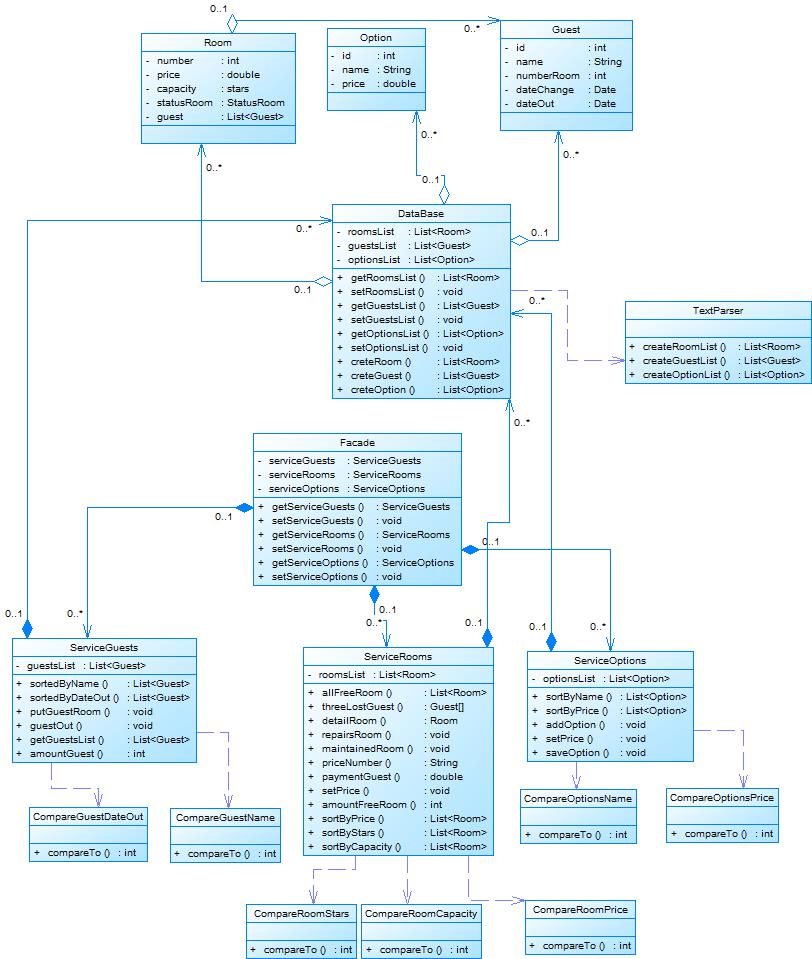 0..1
0..*
Room
- number : int
- price : double
- capacity : stars
- statusRoom : StatusRoom
- guest : List<Guest>
Option
- id : int
- name : String
- price : double
Guest
- id : int
- name : String
- numberRoom : int
- dateChange : Date
- dateOut : Date
0..*
0..*
0..*
0..1
DataBase
- roomsList : List<Room>
- guestsList : List<Guest>
- optionsList : List<Option>
+ getRoomsList () : List<Room>
+ setRoomsList () : void
+ getGuestsList () : List<Guest>
+ setGuestsList () : void
+ getOptionsList () : List<Option>
+ setOptionsList () : void
+ creteRoom () : List<Room>
+ creteGuest () : List<Guest>
+ creteOption () : List<Option>
0..*
0..1
0..1
0..*
TextParser
+ createRoomList () : List<Room>
+ createGuestList () : List<Guest>
+ createOptionList () : List<Option>
0..*
Facade
- serviceGuests : ServiceGuests
- serviceRooms : ServiceRooms
- serviceOptions : ServiceOptions
+ getServiceGuests () : ServiceGuests
+ setServiceGuests () : void
+ getServiceRooms () : ServiceRooms
+ setServiceRooms () : void
+ getServiceOptions () : ServiceOptions
+ setServiceOptions () : void
0..1
0..1
0..1
0..*
0..1
0..*
0..1
0..1
0..*
ServiceGuests
- guestsList : List<Guest>
+ sortedByName () : List<Guest>
+ sortedByDateOut () : List<Guest>
+ putGuestRoom () : void
+ guestOut () : void
+ getGuestsList () : List<Guest>
+ amountGuest () : int
ServiceRooms
- roomsList : List<Room>
+ allFreeRoom () : List<Room>
+ threeLostGuest () : Guest[]
+ detailRoom () : Room
+ repairsRoom () : void
+ maintainedRoom () : void
+ priceNumber () : String
+ paymentGuest () : double
+ setPrice () : void
+ amountFreeRoom () : int
+ sortByPrice () : List<Room>
+ sortByStars () : List<Room>
+ sortByCapacity () : List<Room>
ServiceOptions
- optionsList : List<Option>
+ sortByName () : List<Option>
+ sortByPrice () : List<Option>
+ addOption () : void
+ setPrice () : void
+ saveOption () : void
CompareGuestDateOut
+ compareTo () : int
CompareGuestName
+ compareTo () : int
CompareOptionsName
+ compareTo () : int
CompareOptionsPrice
+ compareTo () : int
CompareRoomStars
+ compareTo () : int
CompareRoomCapacity
+ compareTo () : int
CompareRoomPrice
+ compareTo () : int